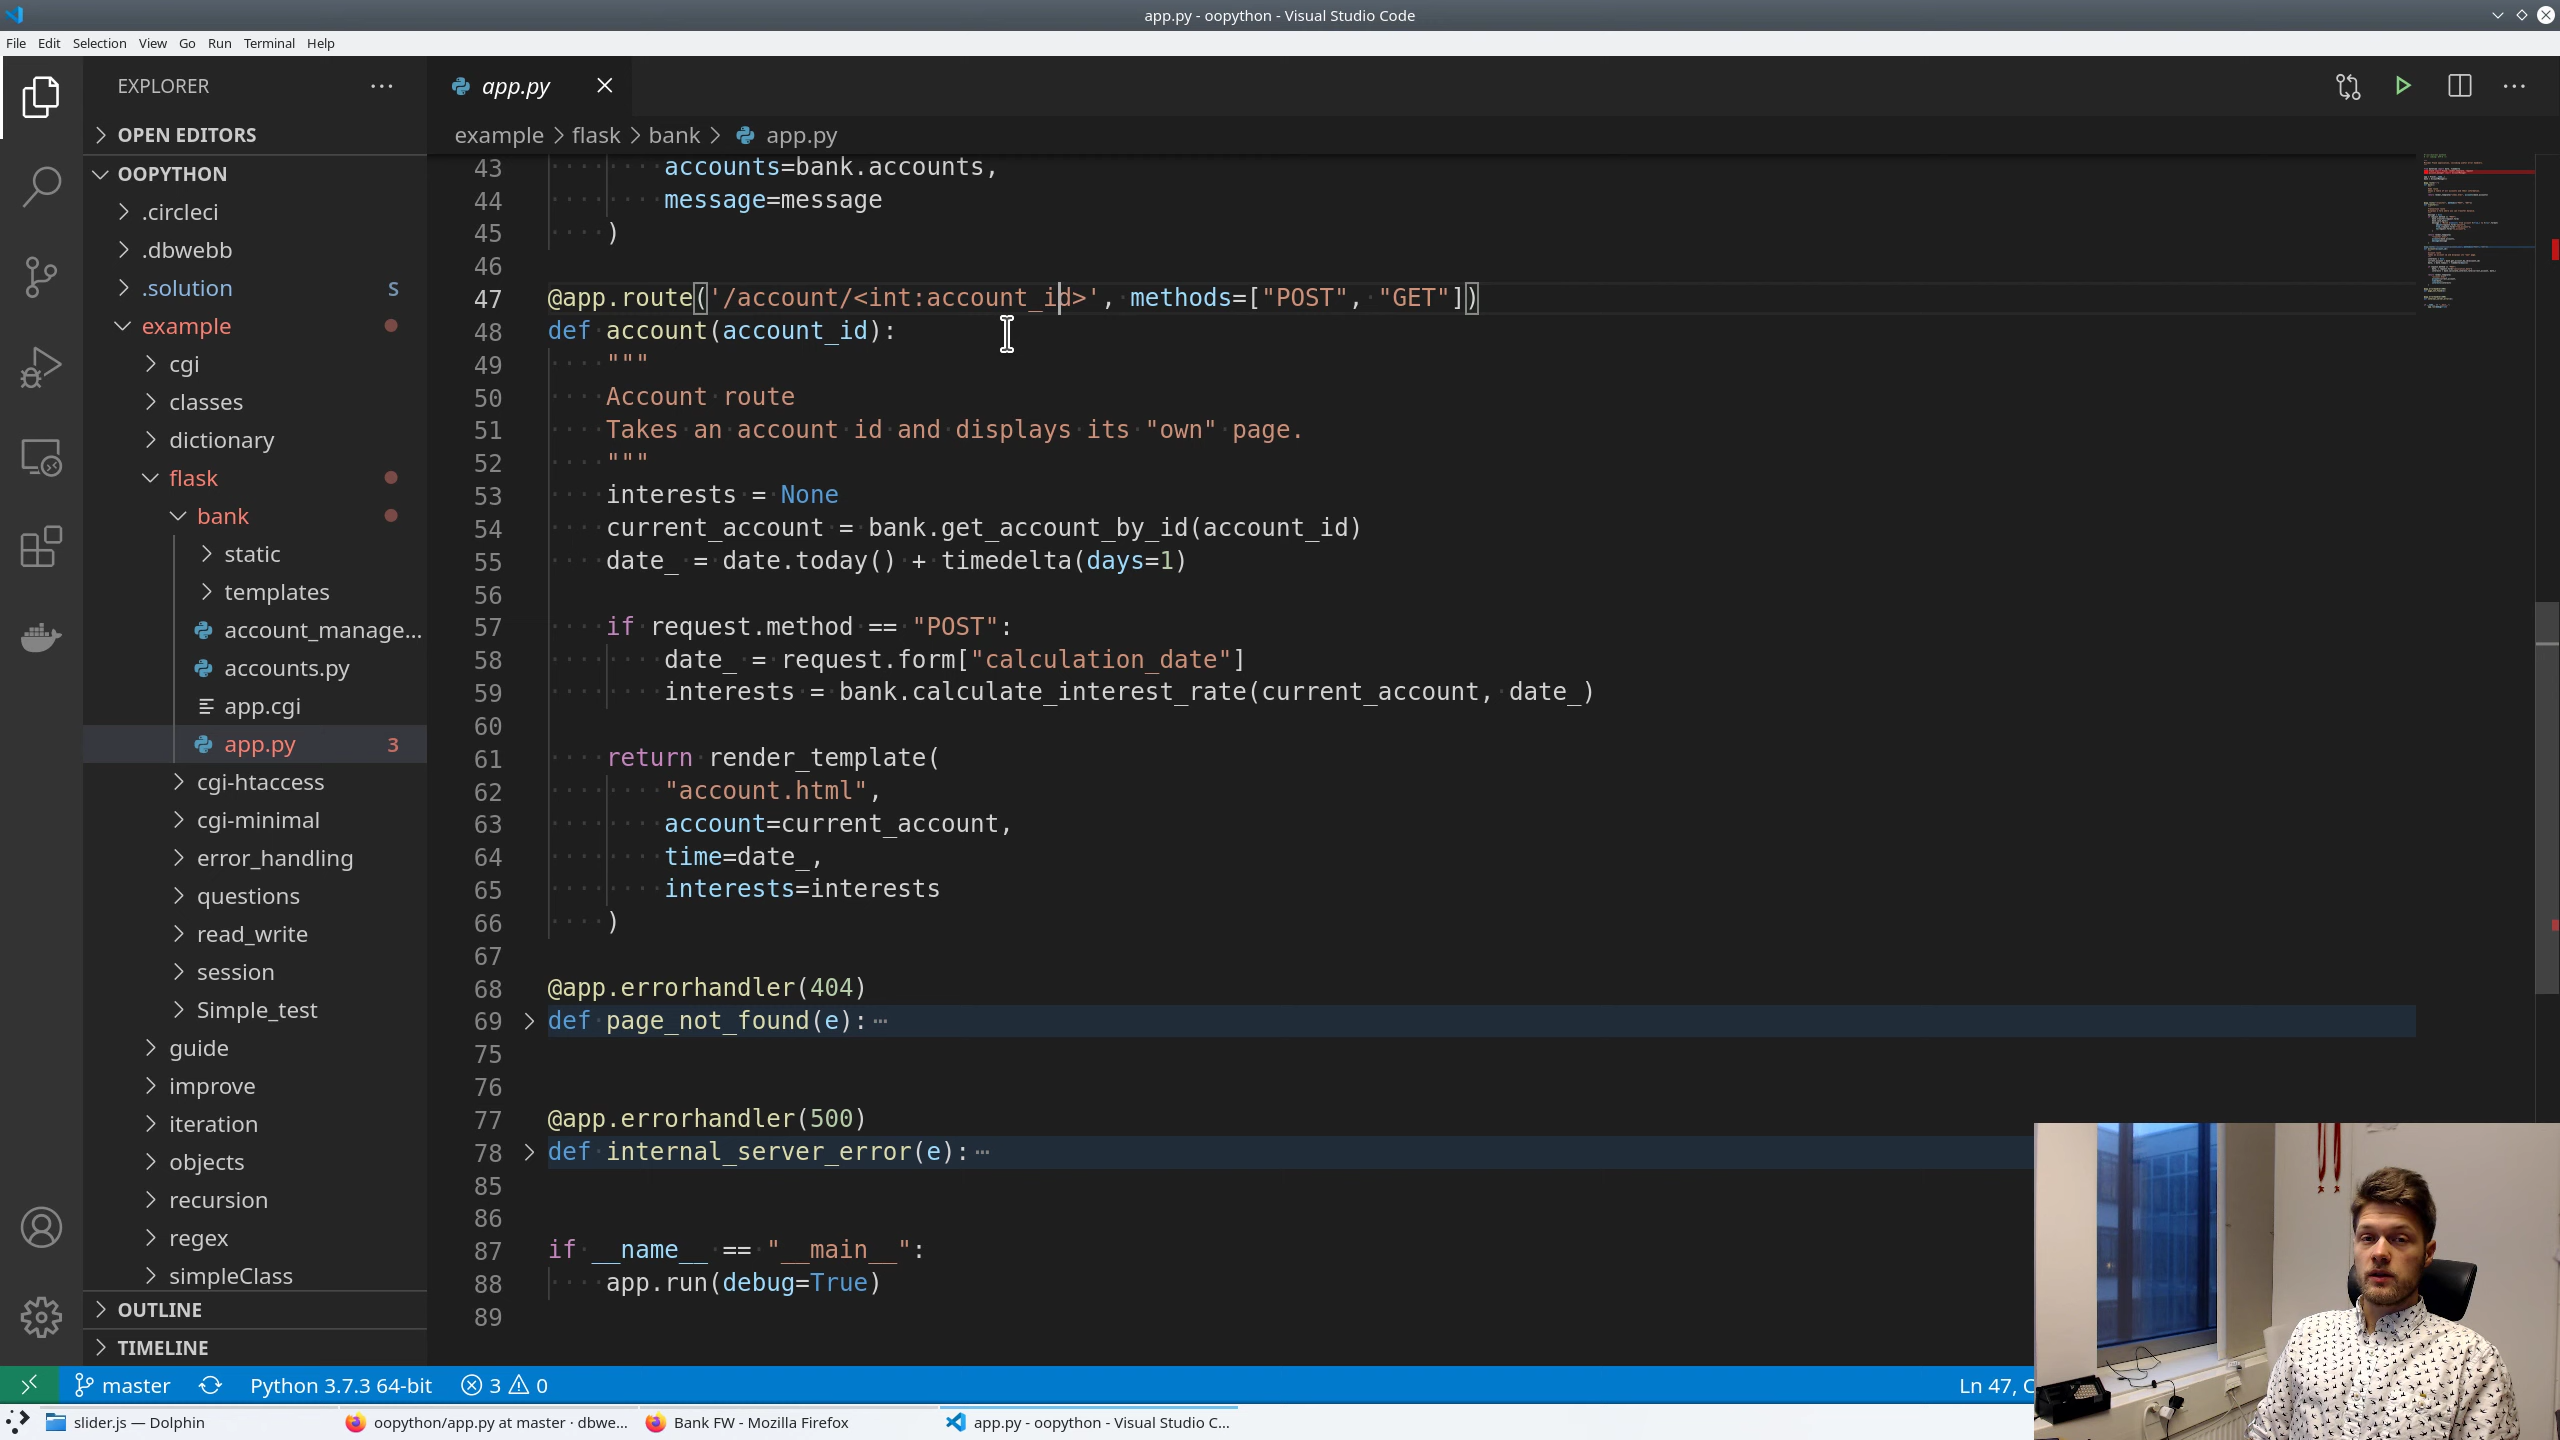 app.py - oopython - Visual Studio Code
File Edit Selection View Go Run Terminal Help
EXPLORER
OPEN EDITORS
OOPYTHON
.circleci
.dbwebb
.solution S
example
cgi
classes
dictionary
flask
bank
static
templates
account_manage...
accounts.py
app.cgi
app.py 3
cgi-htaccess
cgi-minimal
error_handling
questions
read_write
session
Simple_test
guide
improve
iteration
objects
recursion
regex
simpleClass
OUTLINE
TIMELINE
app.py
example > flask > bank > app.py
43 accounts=bank.accounts,
44 message=message
45 )
46
47 @app.route('/account/<int:account_id>', methods=["POST", "GET"])
48 def account(account_id):
49 """
50 Account route
51 Takes an account id and displays its "own" page.
52 """
53 interests = None
54 current_account = bank.get_account_by_id(account_id)
55 date_ = date.today() + timedelta(days=1)
56
57 if request.method == "POST":
58 date_ = request.form["calculation_date"]
59 interests = bank.calculate_interest_rate(current_account, date_)
60
61 return render_template(
62 "account.html",
63 account=current_account,
64 time=date_,
65 interests=interests
66 )
67
68 @app.errorhandler(404)
69 def page_not_found(e):
75
76
77 @app.errorhandler(500)
78 def internal_server_error(e):
85
86
87 if __name__ == "__main__":
88 app.run(debug=True)
89
master Python 3.7.3 64-bit 3 0 Ln 47, C
slider.js — Dolphin oopython/app.py at master · dbwe... Bank FW - Mozilla Firefox app.py - oopython - Visual Studio C...